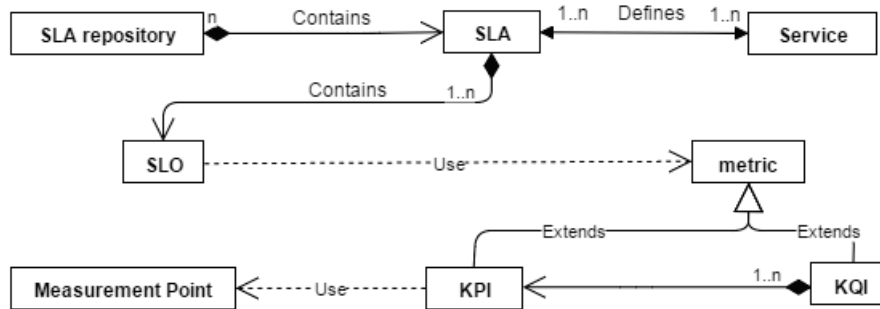 SLA repository
n
Contains
SLA
1..n
Defines
1..n
Service
Contains
1..n
SLO
Use
metric
Extends
Extends
Measurement Point
Use
KPI
1..n
KQI